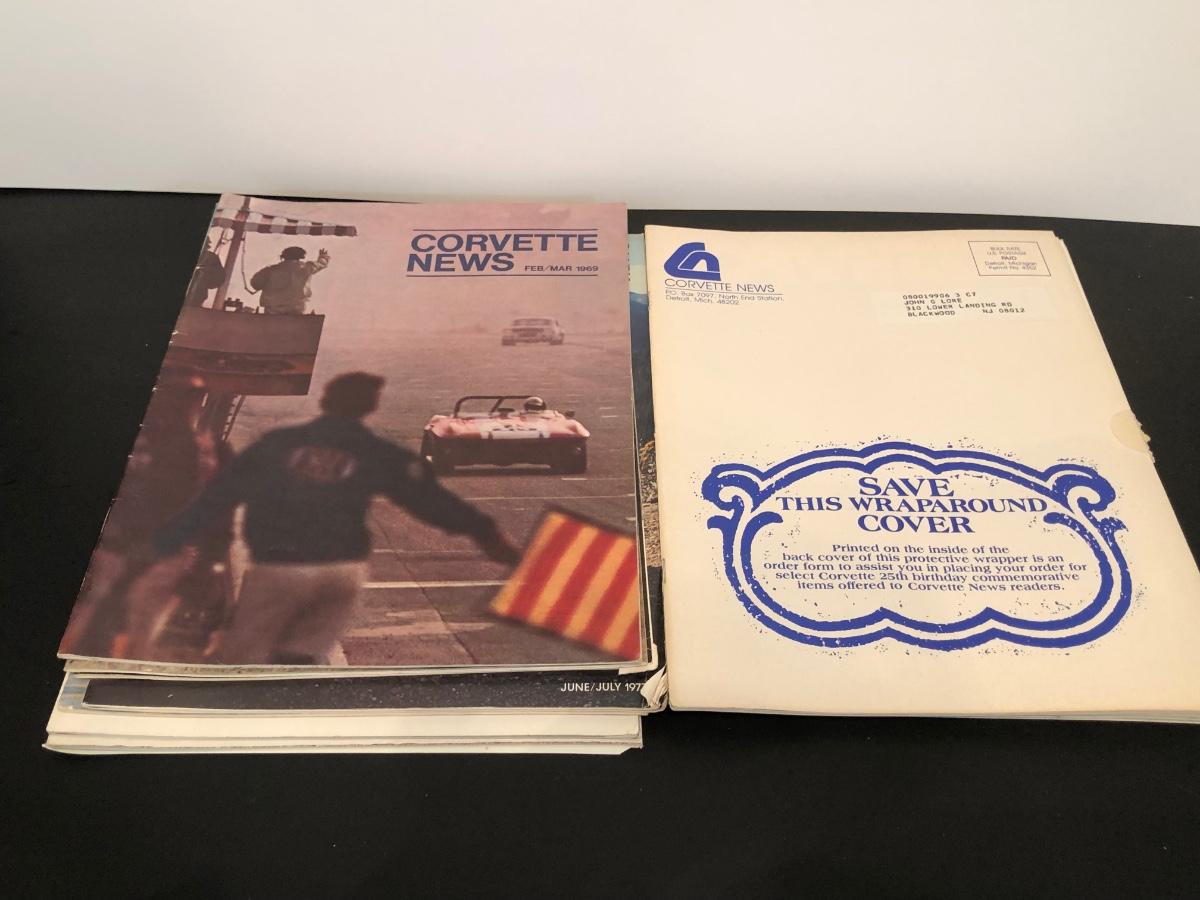 CORVETTE
NEWS FEB/MAR 1969
JUNE/JULY 197
CORVETTE NEWS
P.O. Box 7097, North End Station,
Detroit, Mich. 48202
BULK RATE
U.S. POSTAGE
PAID
Detroit, Michigan
Permit No.
080019906 3 C7
JOHN G LORE
310 LOWER LANDING RD
BLACKWOOD NJ 08012
SAVE
THIS WRAPAROUND
COVER
Printed on the inside of the
back cover of this protective wrapper is an
order form to assist you in placing your order for
select Corvette 25th birthday commemorative
items offered to Corvette News readers.